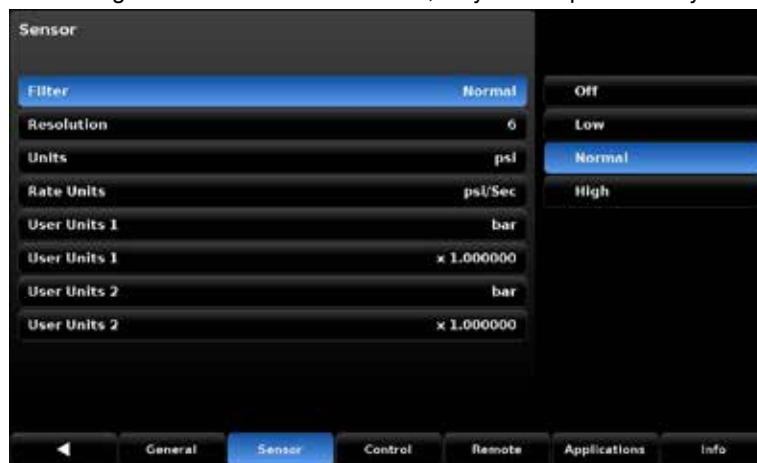 Sensor
Filter Normal
Resolution 6
Units psi
Rate Units psi/Sec
User Units 1 bar
User Units 1 x 1.000000
User Units 2 bar
User Units 2 x 1.000000
Off
Low
Normal
High
General Sensor Control Remote Applications Info